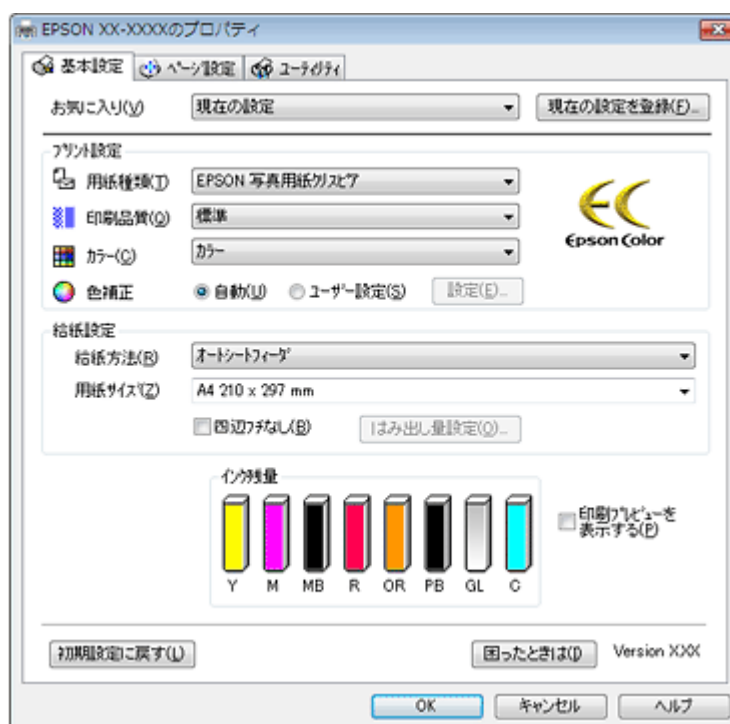 EPSON XX-XXXXのプロパティ
基本設定 ページ設定 ユーティリティ
お気に入り(V) 現在の設定 現在の設定を登録(F)...
プリント設定
用紙種類(T) EPSON 写真用紙クリスピア
印刷品質(Q) 標準
カラー(C) カラー
Epson Color
色補正 自動(U) ユーザー設定(S) 設定(E)...
給紙設定
給紙方法(R) オートシートフィーダ
用紙サイズ(Z) A4 210 x 297 mm
四辺フチなし(B) はみ出し量設定(O)...
インク残量
Y M MB R OR PB GL C
印刷プレビューを
表示する(P)
初期設定に戻す(L) 困ったときは(I) Version X.XX
OK キャンセル ヘルプ